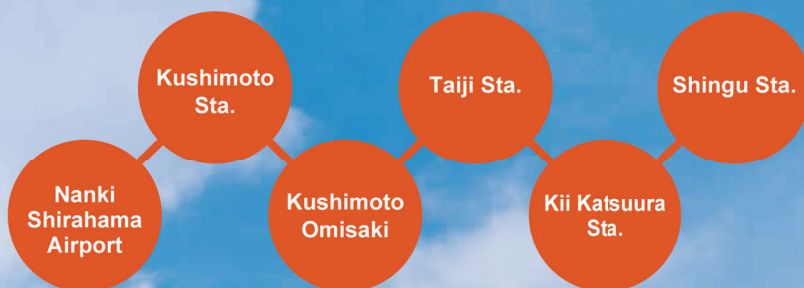 Nanki
Shirahama
Airport
Kushimoto
Sta.
Kushimoto
Omisaki
Taiji Sta.
Kii Katsuura
Sta.
Shingu Sta.